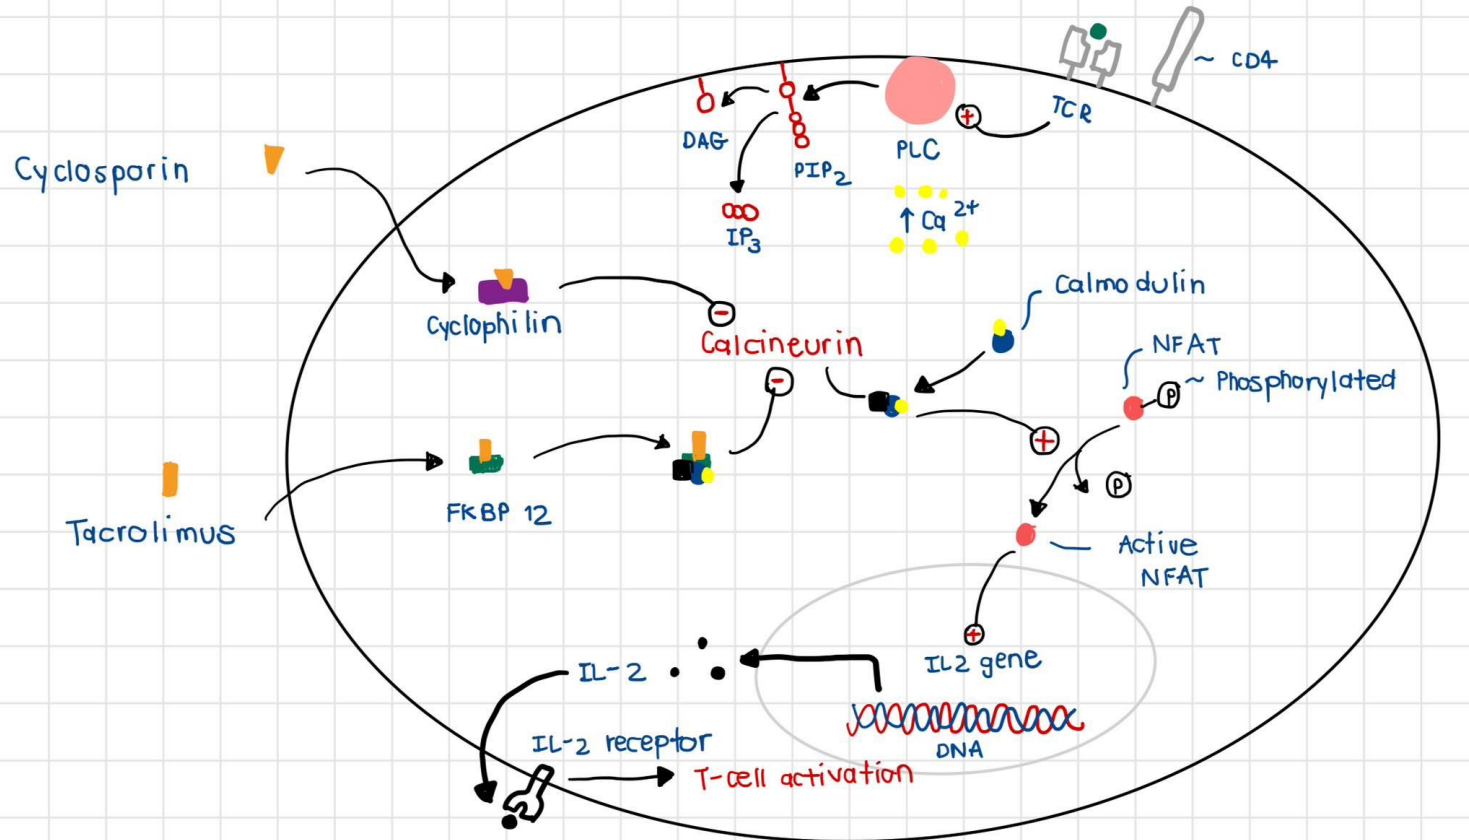 ~ CD4
TCR
PLC
DAG
PIP2
IP3
↑ Ca 2+
Cyclosporin
Cyclophilin
Calcineurin
Calmodulin
NFAT
~ Phosphorylated
P
P
Tacrolimus
FKBP 12
Active
NFAT
IL2 gene
DNA
IL-2
IL-2 receptor
T-cell activation